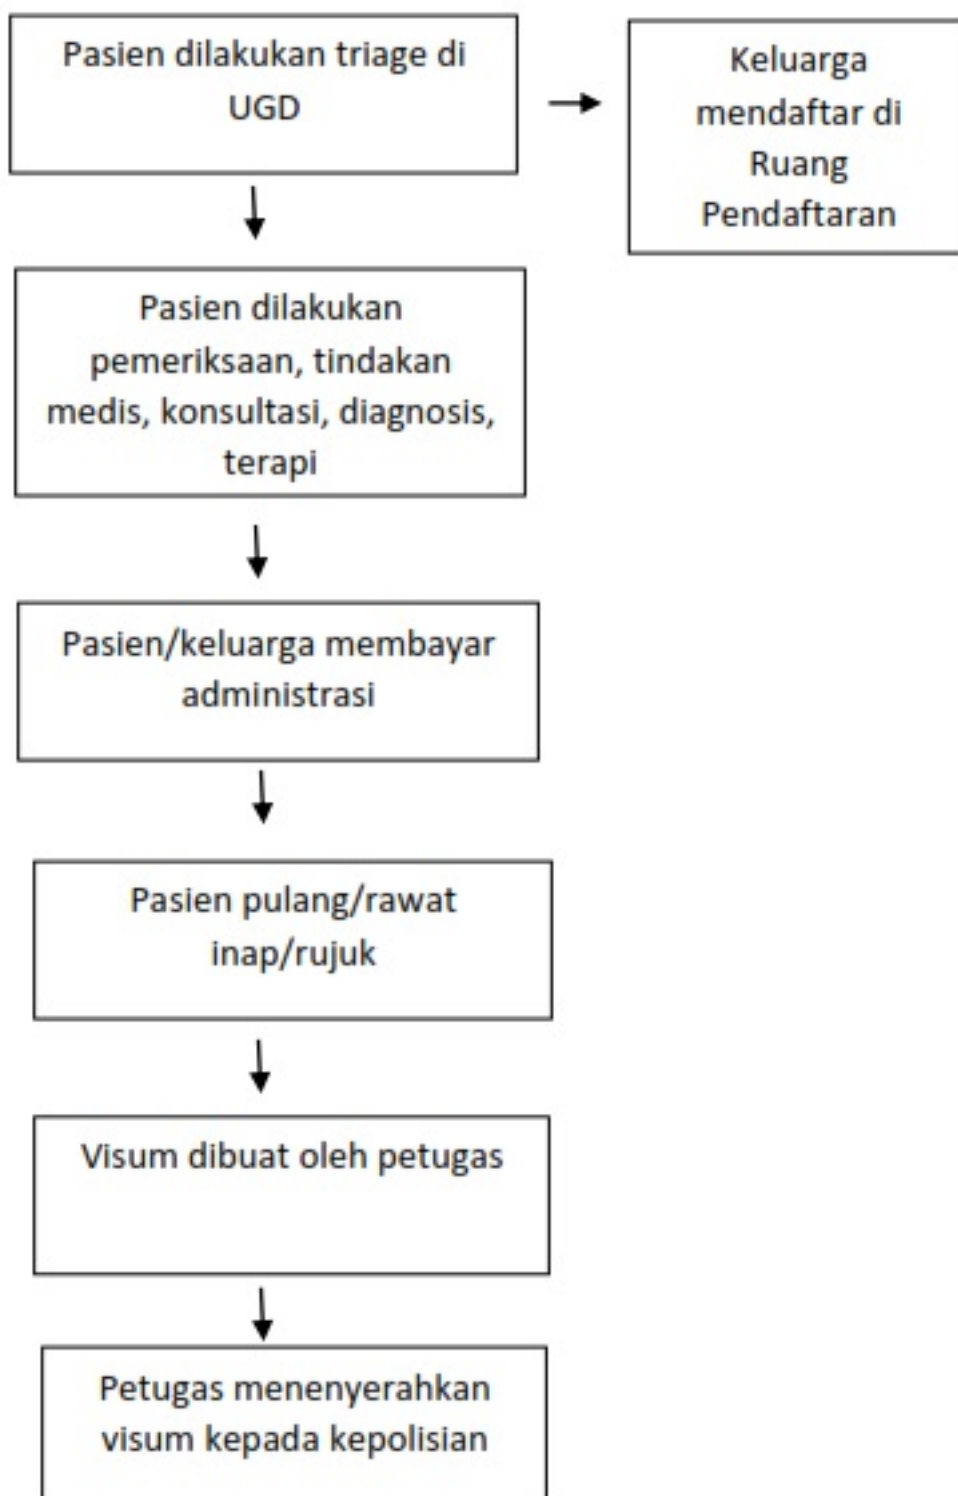 Pasien dilakukan triage di
UGD
Keluarga
mendaftar di
Ruang
Pendaftaran
Pasien dilakukan
pemeriksaan, tindakan
medis, konsultasi, diagnosis,
terapi
Pasien/keluarga membayar
administrasi
Pasien pulang/rawat
inap/rujuk
Visum dibuat oleh petugas
Petugas menenyerahkan
visum kepada kepolisian